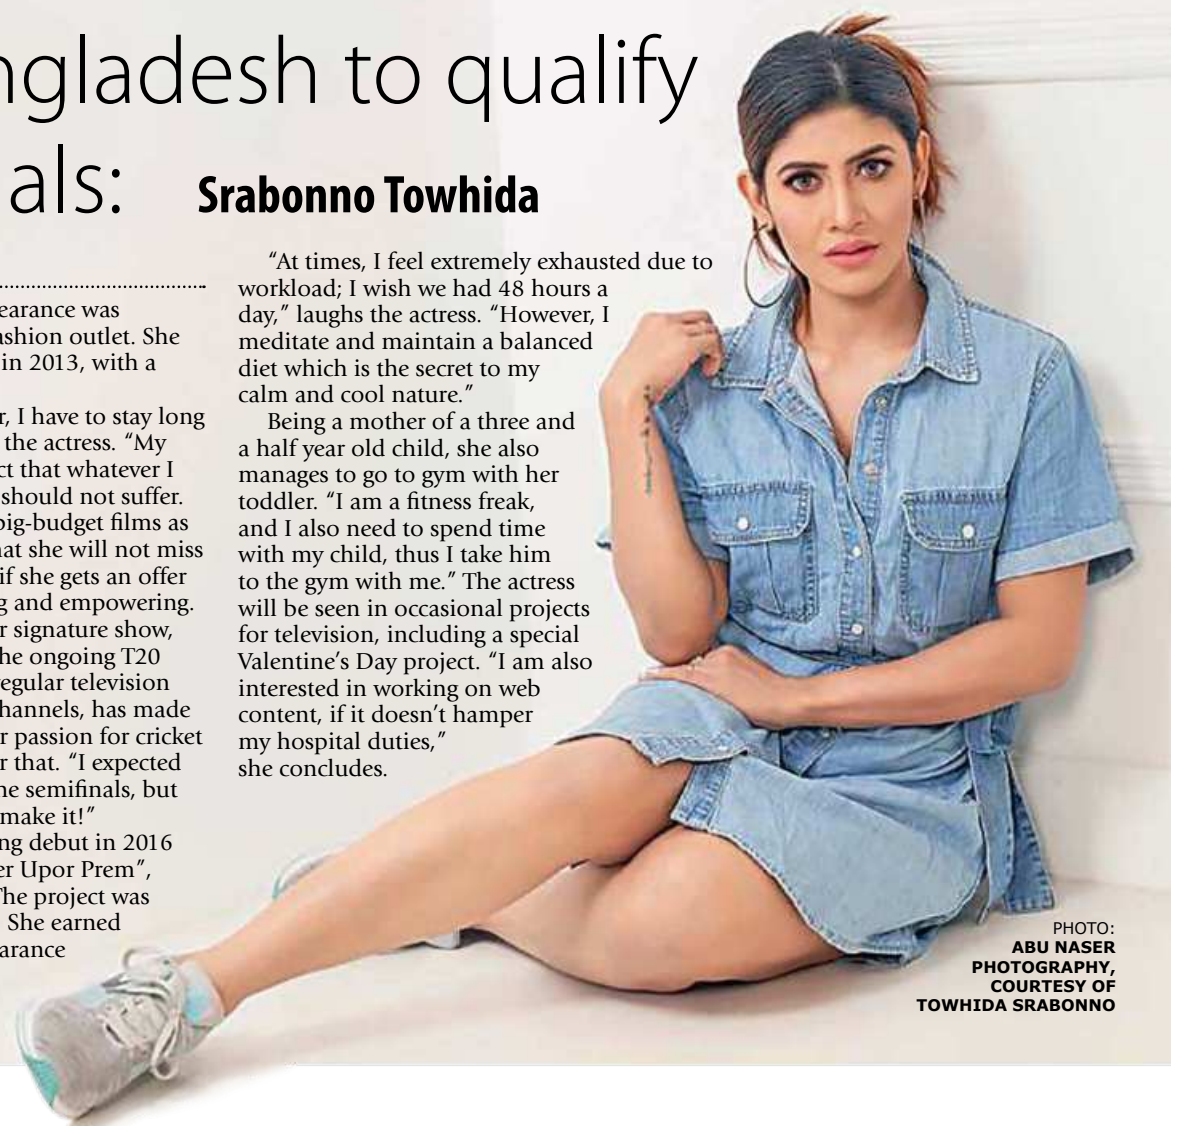 ngladesh to qualify
als: Srabonno Towhida
earance was
ashion outlet. She
in 2013, with a
r, I have to stay long
the actress. “My
ct that whatever I
should not suffer.
big-budget films as
hat she will not miss
if she gets an offer
g and empowering.
r signature show,
he ongoing T20
egular television
hannels, has made
r passion for cricket
r that. “I expected
he semifinals, but
make it!”
ng debut in 2016
er Upor Prem”,
The project was
She earned
arance
“At times, I feel extremely exhausted due to
workload; I wish we had 48 hours a
day,” laughs the actress. “However, I
meditate and maintain a balanced
diet which is the secret to my
calm and cool nature.”
Being a mother of a three and
a half year old child, she also
manages to go to gym with her
toddler. “I am a fitness freak,
and I also need to spend time
with my child, thus I take him
to the gym with me.” The actress
will be seen in occasional projects
for television, including a special
Valentine’s Day project. “I am also
interested in working on web
content, if it doesn’t hamper
my hospital duties,”
she concludes.
PHOTO:
ABU NASER
PHOTOGRAPHY,
COURTESY OF
TOWHIDA SRABONNO